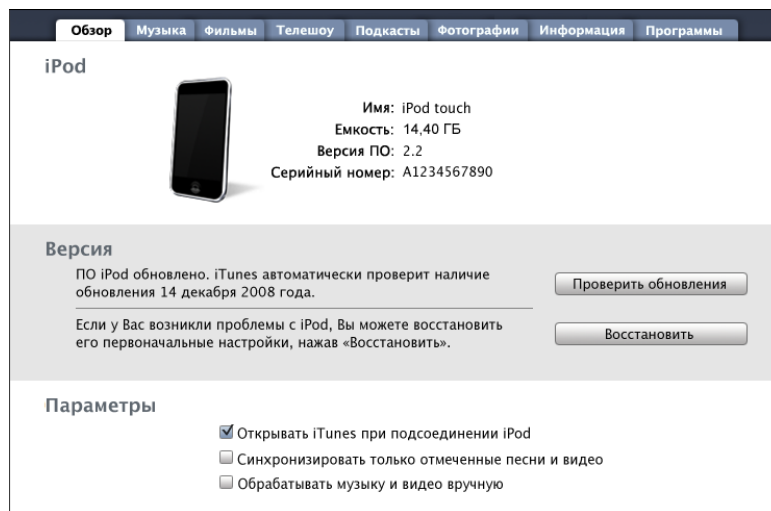 Обзор Музыка Фильмы Телешоу Подкасты Фотографии Информация Программы
iPod
Имя: iPod touch
Емкость: 14,40 ГБ
Версия ПО: 2.2
Серийный номер: A1234567890
Версия
ПО iPod обновлено. iTunes автоматически проверит наличие
обновления 14 декабря 2008 года.
Проверить обновления
Если у Вас возникли проблемы с iPod, Вы можете восстановить
его первоначальные настройки, нажав «Восстановить».
Восстановить
Параметры
Открывать iTunes при подсоединении iPod
Синхронизировать только отмеченные песни и видео
Обрабатывать музыку и видео вручную